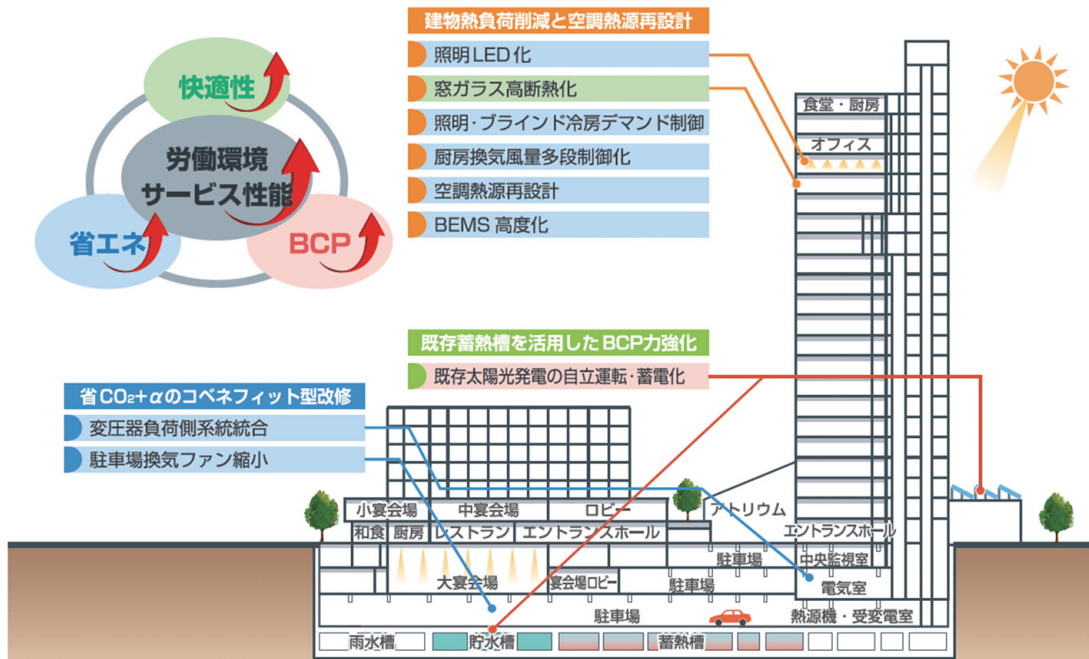 快適性
労働環境
サービス性能
省エネ
BCP
建物熱負荷削減と空調熱源再設計
照明LED化
窓ガラス高断熱化
照明・ブラインド冷房デマンド制御
厨房換気風量多段制御化
空調熱源再設計
BEMS高度化
既存蓄熱槽を活用したBCP力強化
既存太陽光発電の自立運転・蓄電化
省CO₂+αのコベネフィット型改修
変圧器負荷側系統統合
駐車場換気ファン縮小
食堂・厨房
オフィス
小宴会場
中宴会場
ロビー
アトリウム
和食
厨房
レストラン
エントランスホール
エントランスホール
駐車場
中央監視室
大宴会場
宴会場ロビー
駐車場
電気室
駐車場
熱源機・受変電室
雨水槽
貯水槽
蓄熱槽